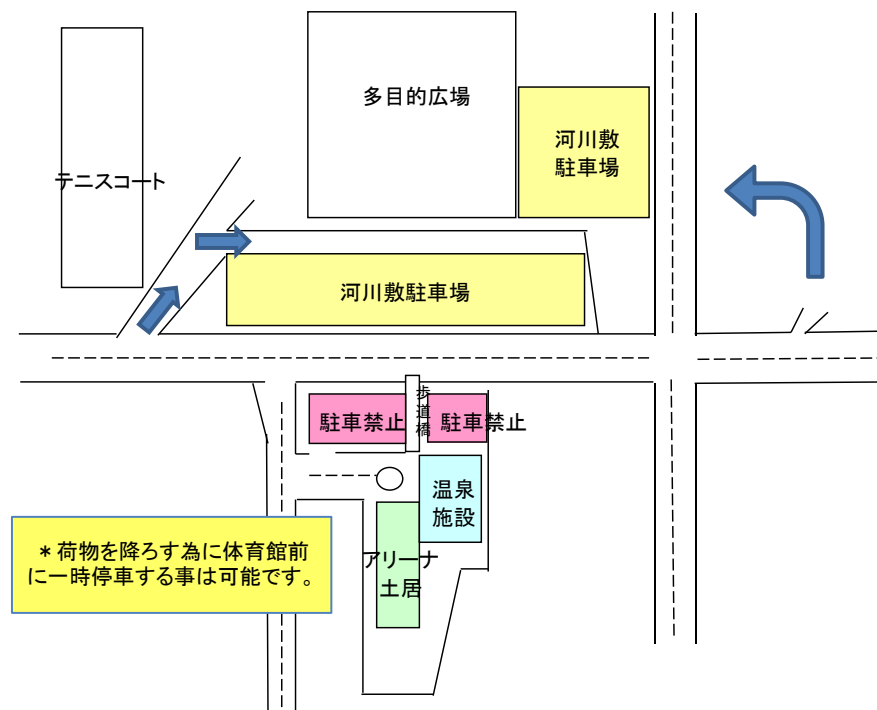 多目的広場
河川敷
駐車場
テニスコート
河川敷駐車場
歩道橋
駐車禁止
駐車禁止
温泉
施設
アリーナ
土居
＊荷物を降ろす為に体育館前
に一時停車する事は可能です。